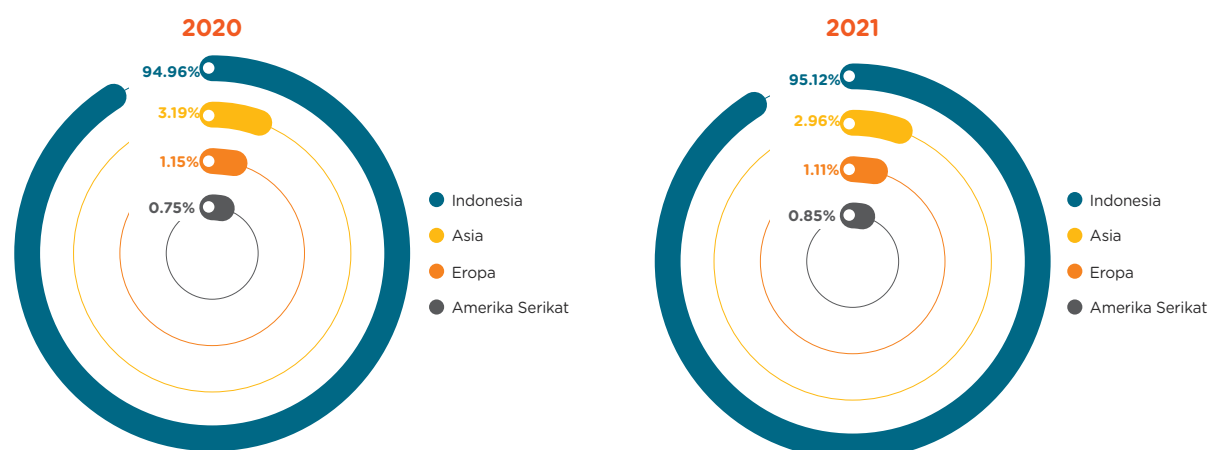 2020
94.96%
3.19%
1.15%
0.75%
Indonesia
Asia
Eropa
Amerika Serikat
2021
95.12%
2.96%
1.11%
0.85%
Indonesia
Asia
Eropa
Amerika Serikat